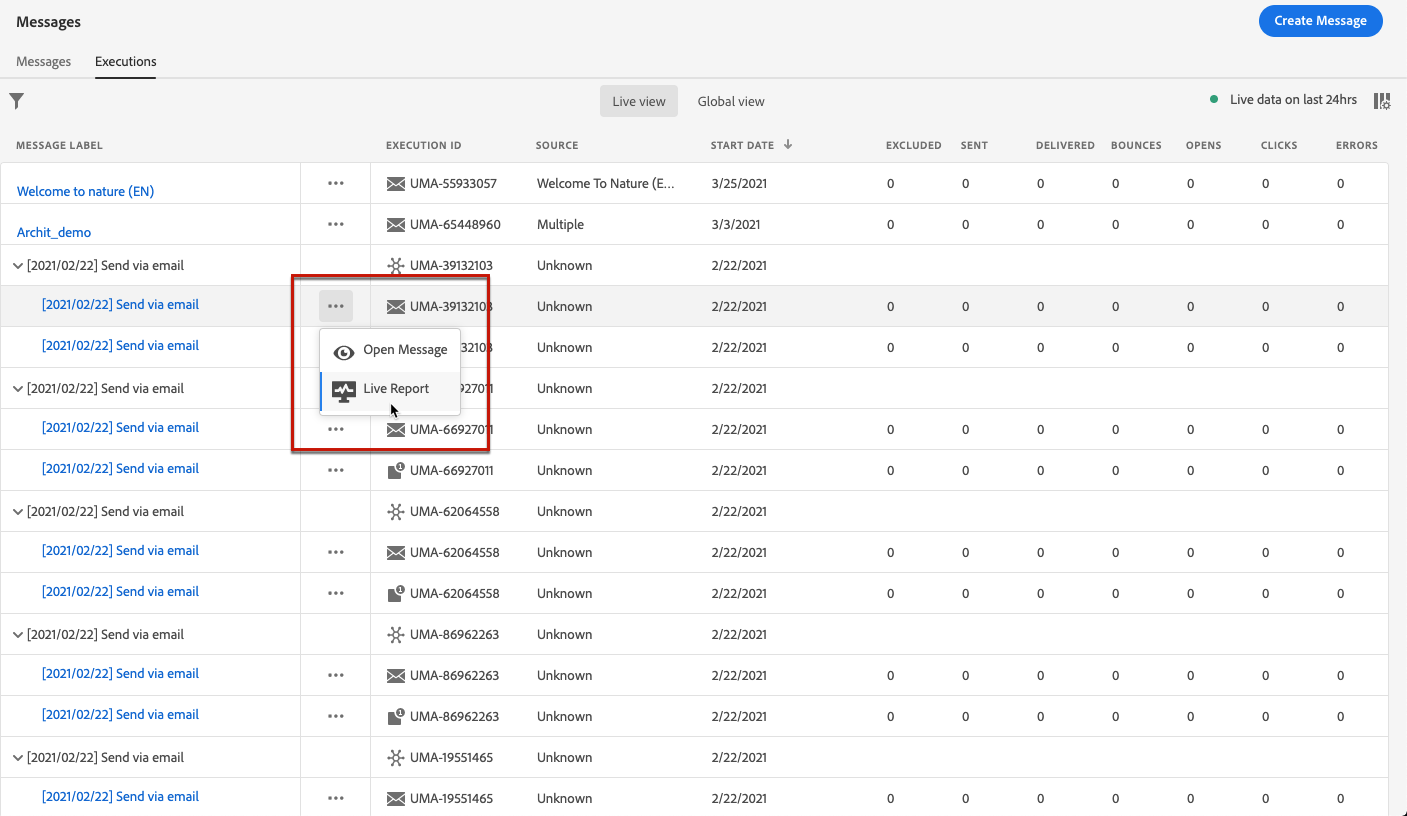 Messages
Create Message
Messages Executions
Live view Global view Live data on last 24hrs
MESSAGE LABEL EXECUTION ID SOURCE START DATE EXCLUDED SENT DELIVERED BOUNCES OPENS CLICKS ERRORS
Welcome to nature (EN) ••• UMA-55933057 Welcome To Nature (E... 3/25/2021 0 0 0 0 0 0 0
Archit_demo ••• UMA-65448960 Multiple 3/3/2021 0 0 0 0 0 0 0
[2021/02/22] Send via email UMA-39132103 Unknown 2/22/2021
[2021/02/22] Send via email ••• UMA-39132103 Unknown 2/22/2021 0 0 0 0 0 0 0
[2021/02/22] Send via email Open Message 32103 Unknown 2/22/2021 0 0 0 0 0 0 0
[2021/02/22] Send via email Live Report 927011 Unknown 2/22/2021
[2021/02/22] Send via email ••• UMA-66927011 Unknown 2/22/2021 0 0 0 0 0 0 0
[2021/02/22] Send via email ••• 1 UMA-66927011 Unknown 2/22/2021 0 0 0 0 0 0 0
[2021/02/22] Send via email UMA-62064558 Unknown 2/22/2021
[2021/02/22] Send via email ••• UMA-62064558 Unknown 2/22/2021 0 0 0 0 0 0 0
[2021/02/22] Send via email ••• 1 UMA-62064558 Unknown 2/22/2021 0 0 0 0 0 0 0
[2021/02/22] Send via email UMA-86962263 Unknown 2/22/2021
[2021/02/22] Send via email ••• UMA-86962263 Unknown 2/22/2021 0 0 0 0 0 0 0
[2021/02/22] Send via email ••• 1 UMA-86962263 Unknown 2/22/2021 0 0 0 0 0 0 0
[2021/02/22] Send via email UMA-19551465 Unknown 2/22/2021
[2021/02/22] Send via email ••• UMA-19551465 Unknown 2/22/2021 0 0 0 0 0 0 0